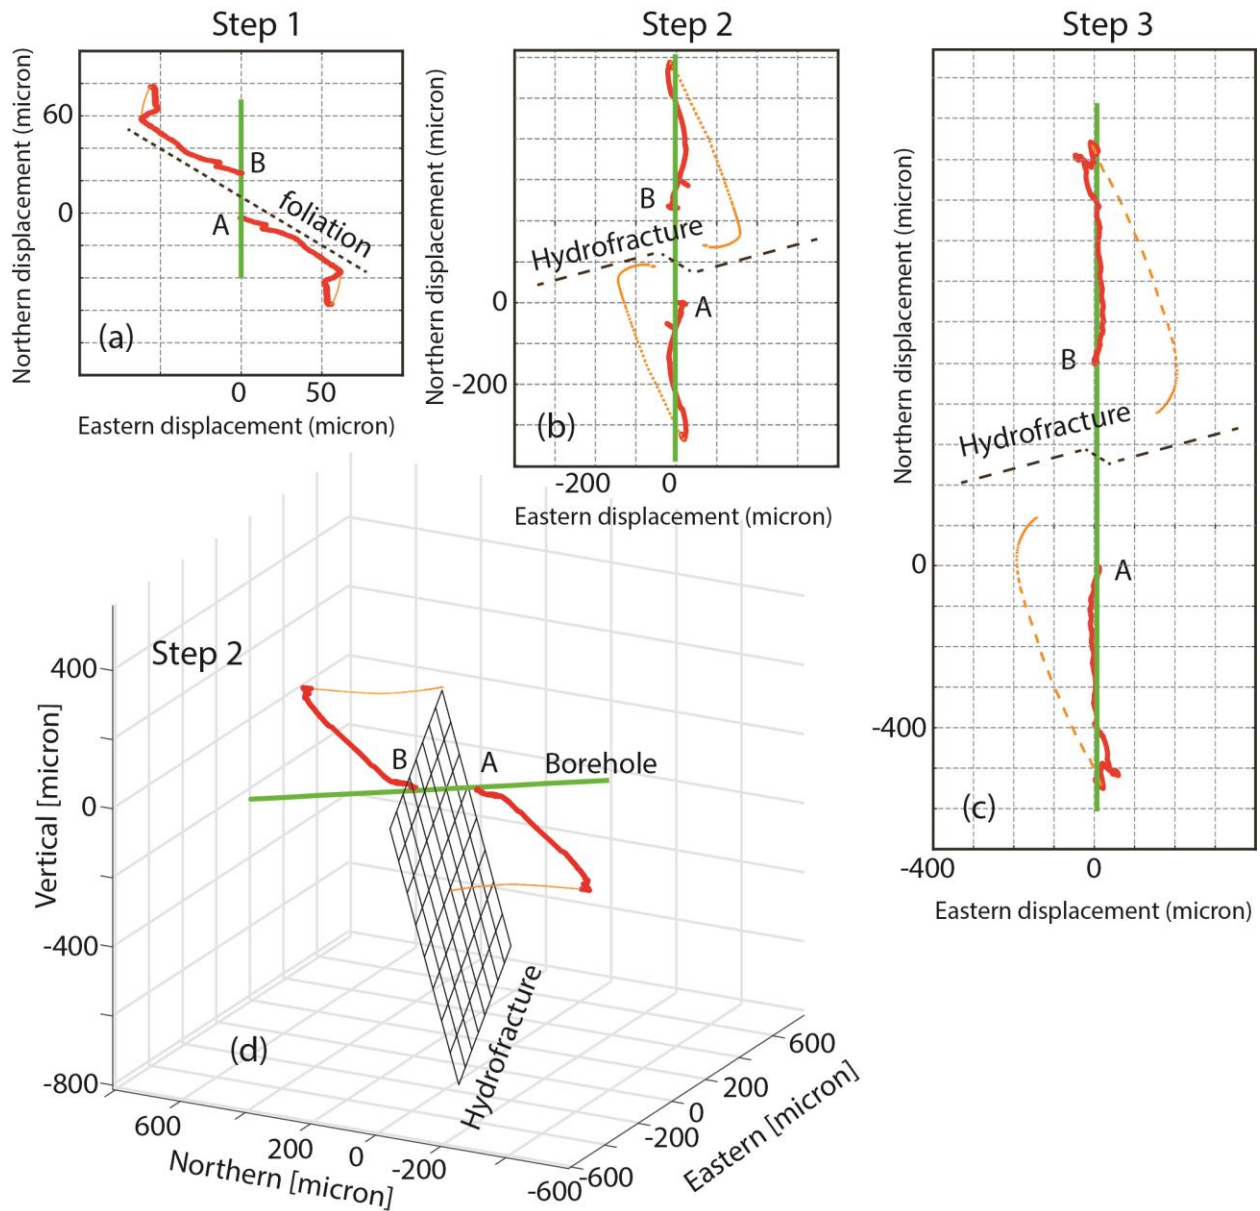 Step 1
Northern displacement (micron)
60
0
B
A
foliation
(a)
0
50
Eastern displacement (micron)
Step 2
Northern displacement (micron)
B
Hydrofracture
0
A
-200
(b)
-200
0
Eastern displacement (micron)
Step 3
Northern displacement (micron)
B
Hydrofracture
0
A
-400
(c)
-400
0
Eastern displacement (micron)
Step 2
Vertical [micron]
400
0
-400
-800
B
A
Borehole
Hydrofracture
(d)
600
200
0
-200
-600
Northern [micron]
-600
-200
0
200
600
Eastern [micron]